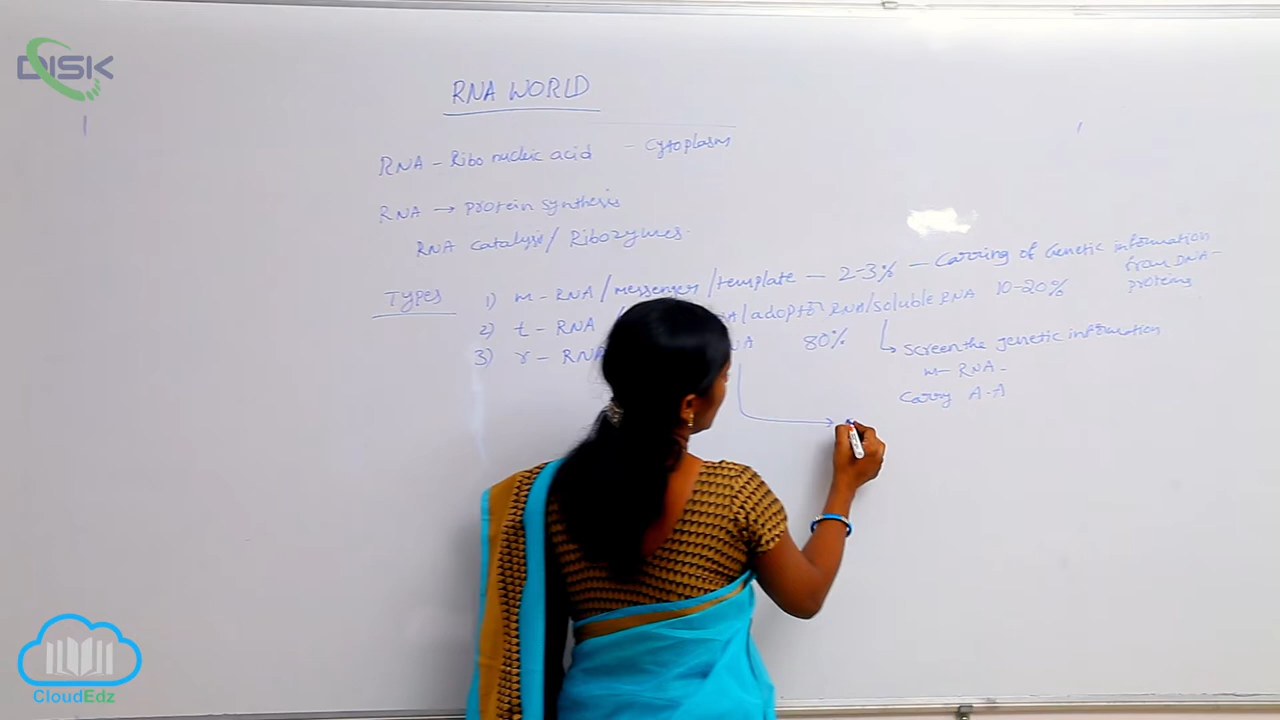 DISK
RNA WORLD
RNA - Ribo nucleic acid - Cytoplasm
RNA → protein synthesis
RNA catalysis/ Ribozymes.
Types
1) m - RNA / messenger / template - 2-3% - Carring of Genetic information
from DNA -
proteins
2) t - RNA / adoptor RNA/soluble RNA 10-20%
3) r - RNA 80%
Screen the genetic information
m- RNA -
Carry A-A
CloudEdz